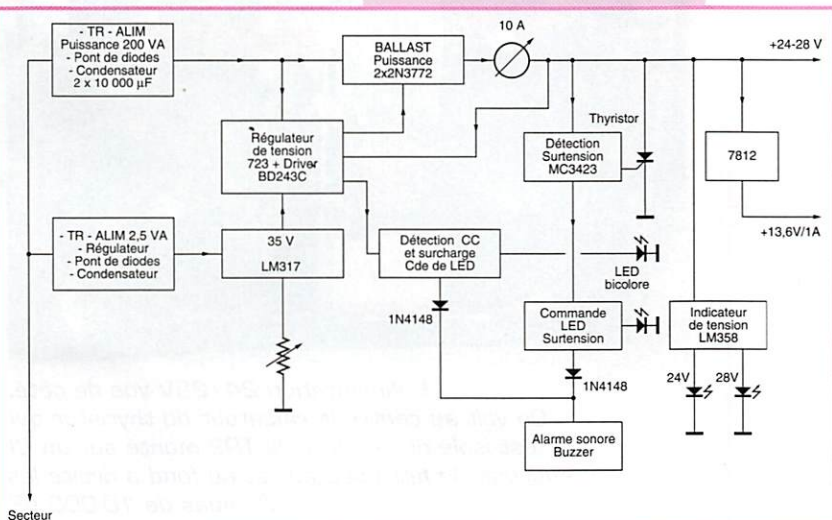 - TR - ALIM
Puissance 200 VA
- Pont de diodes
- Condensateur
2 x 10 000 µF
BALLAST
Puissance
2x2N3772
10 A
+24-28 V
Régulateur
de tension
723 + Driver
BD243C
Détection
Surtension
MC3423
Thyristor
7812
- TR - ALIM 2,5 VA
- Régulateur
- Pont de diodes
- Condensateur
35 V
LM317
Détection CC
et surcharge
Cde de LED
LED
bicolore
+13,6V/1A
1N4148
Commande
LED
Surtension
Indicateur
de tension
LM358
1N4148
24V
28V
Alarme sonore
Buzzer
Secteur